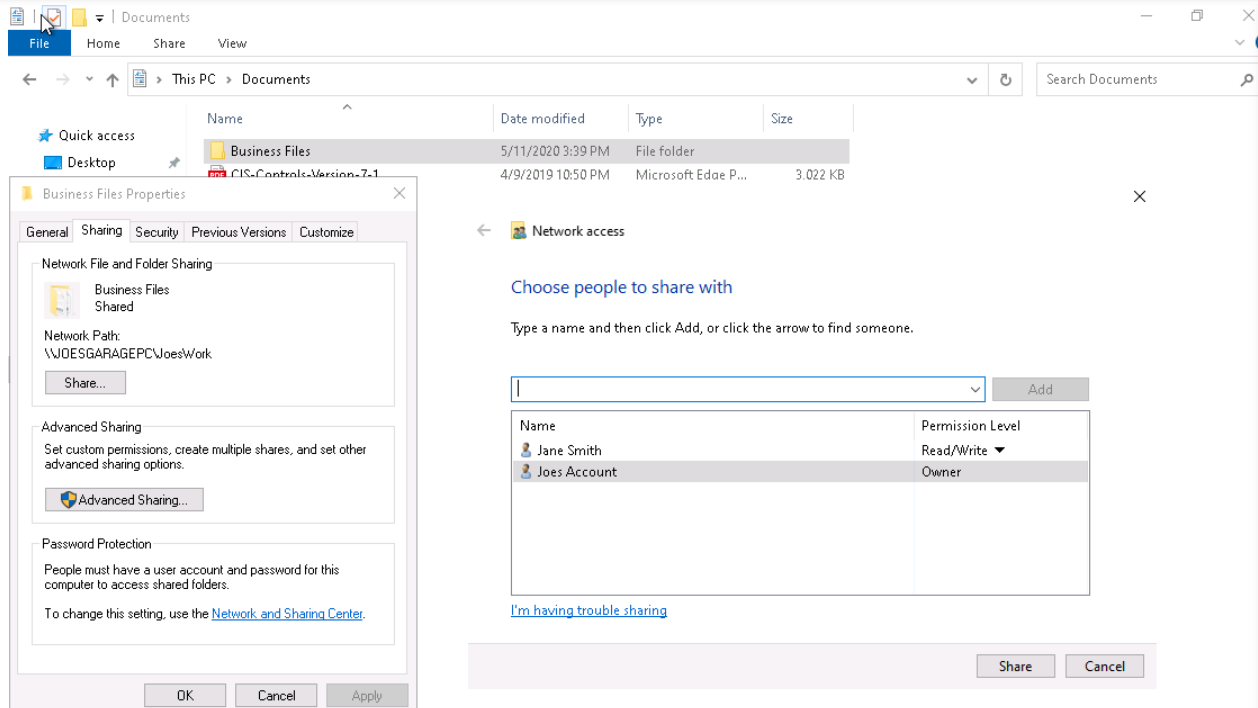 Documents
File Home Share View
This PC > Documents
Search Documents
Name Date modified Type Size
Quick access
Desktop
Business Files 5/11/2020 3:39 PM File folder
PDF CIS-Controls-Version-7-1 4/9/2019 10:50 PM Microsoft Edge P... 3.022 KB
Business Files Properties
General Sharing Security Previous Versions Customize
Network File and Folder Sharing
Business Files
Shared
Network Path:
\\JOESGARAGEPC\JoesWork
Share...
Advanced Sharing
Set custom permissions, create multiple shares, and set other
advanced sharing options.
Advanced Sharing...
Password Protection
People must have a user account and password for this
computer to access shared folders.
To change this setting, use the Network and Sharing Center.
OK Cancel Apply
Network access
Choose people to share with
Type a name and then click Add, or click the arrow to find someone.
Add
Name Permission Level
Jane Smith Read/Write
Joes Account Owner
I'm having trouble sharing
Share Cancel